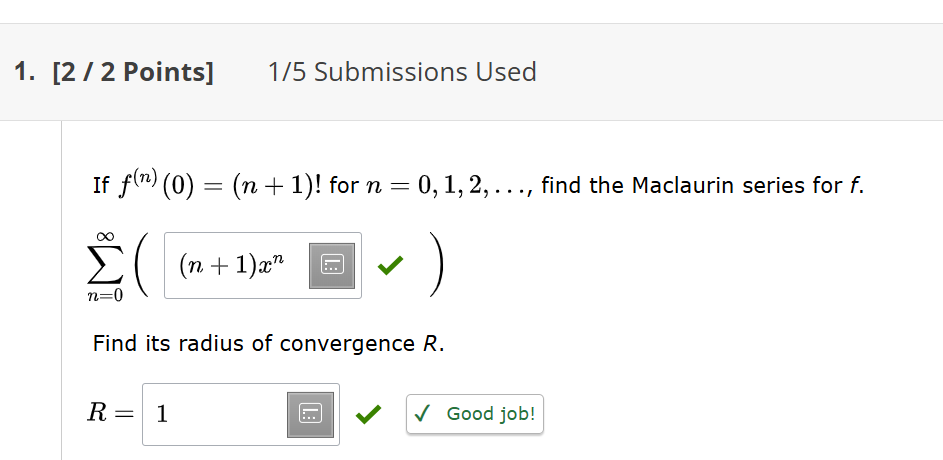 1. [2 / 2 Points] 1/5 Submissions Used
If f⁽ⁿ⁾(0) = (n + 1)! for n = 0, 1, 2, . . ., find the Maclaurin series for f.
∞
∑ ( (n + 1)xⁿ ✓ )
n=0
Find its radius of convergence R.
R = 1 ✓ ✓ Good job!